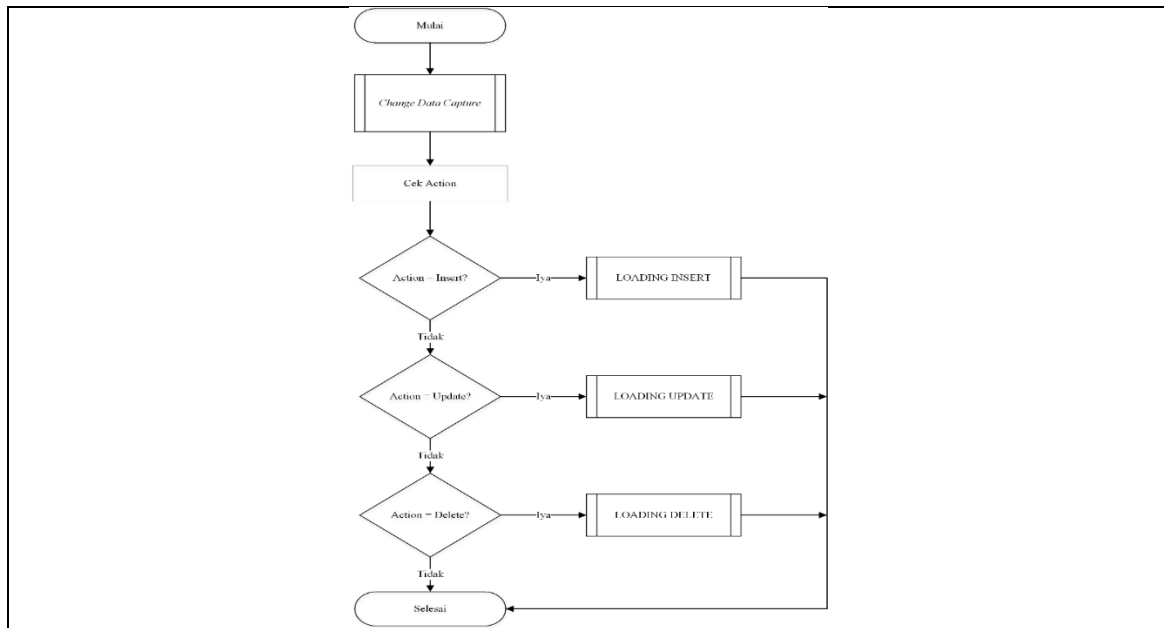 Mulai
Change Data Capture
Cek Action
Action = Insert?
Iya
LOADING INSERT
Tidak
Action = Update?
Iya
LOADING UPDATE
Tidak
Action = Delete?
Iya
LOADING DELETE
Tidak
Selesai